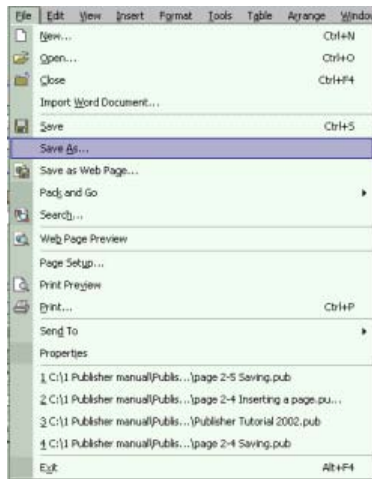 File Edit View Insert Format Tools Table Arrange Windo
New... Ctrl+N
Open... Ctrl+O
Close Ctrl+F4
Import Word Document...
Save Ctrl+S
Save As...
Save as Web Page...
Pack and Go
Search...
Web Page Preview
Page Setup...
Print Preview
Print... Ctrl+P
Send To
Properties
1 C:\1 Publisher manual\Publis...\page 2-5 Saving.pub
2 C:\1 Publisher manual\Publis...\page 2-4 Inserting a page.pu...
3 C:\1 Publisher manual\Publis...\Publisher Tutorial 2002.pub
4 C:\1 Publisher manual\Publis...\page 2-4 Saving.pub
Exit Alt+F4